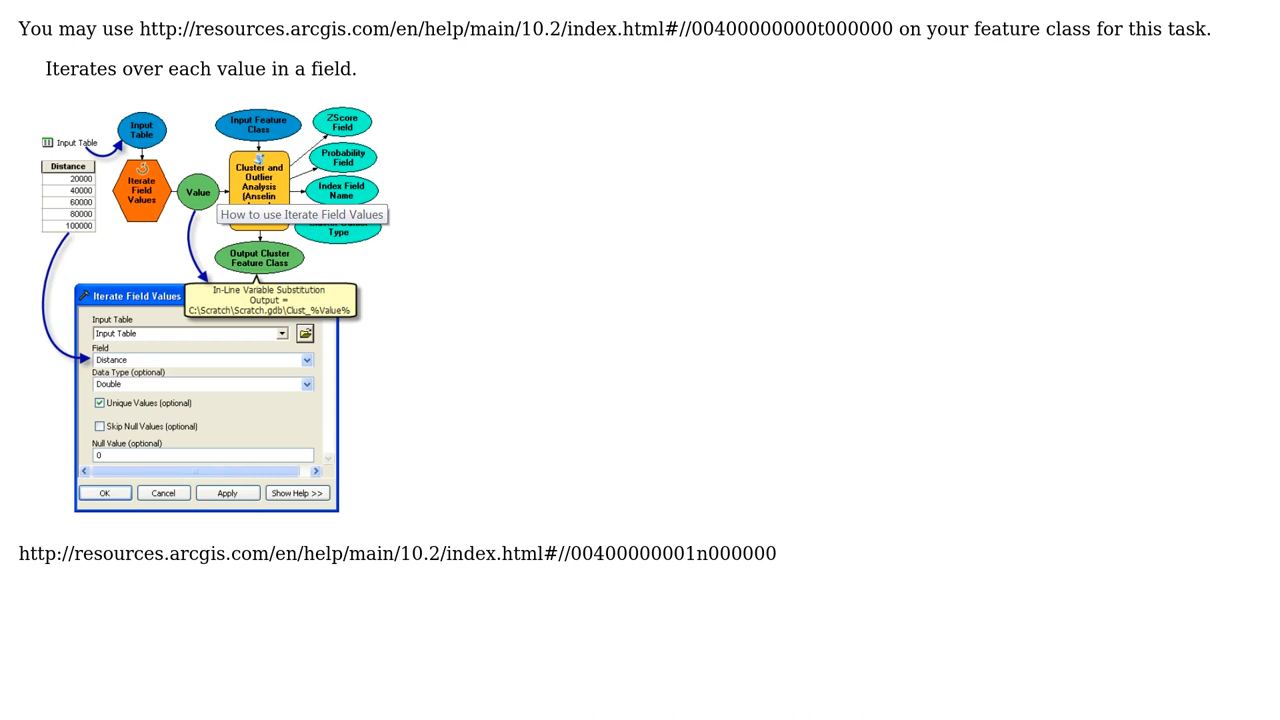 You may use http://resources.arcgis.com/en/help/main/10.2/index.html#//00400000000t000000 on your feature class for this task.
Iterates over each value in a field.
Input Table
Distance
20000
40000
60000
80000
100000
Input
Table
Iterate
Field
Values
Value
Input Feature
Class
Cluster and
Outlier
Analysis
(Anselin
ZScore
Field
Probability
Field
Index Field
Name
Type
How to use Iterate Field Values
Output Cluster
Feature Class
In-Line Variable Substitution
Output =
C:\Scratch\Scratch.gdb\Clust_%Value%
Iterate Field Values
Input Table
Input Table
Field
Distance
Data Type (optional)
Double
Unique Values (optional)
Skip Null Values (optional)
Null Value (optional)
0
OK Cancel Apply Show Help >>
http://resources.arcgis.com/en/help/main/10.2/index.html#//00400000001n000000